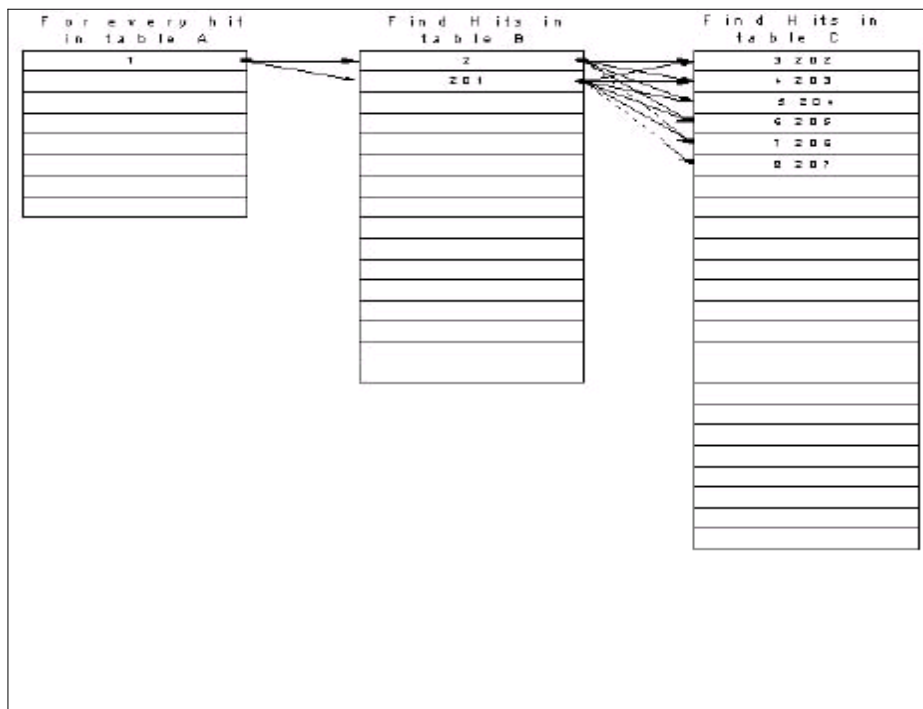 For every hit
in table A
1
Find Hits in
table B
2
201
Find Hits in
table C
3 202
4 203
5 204
6 205
7 206
8 207